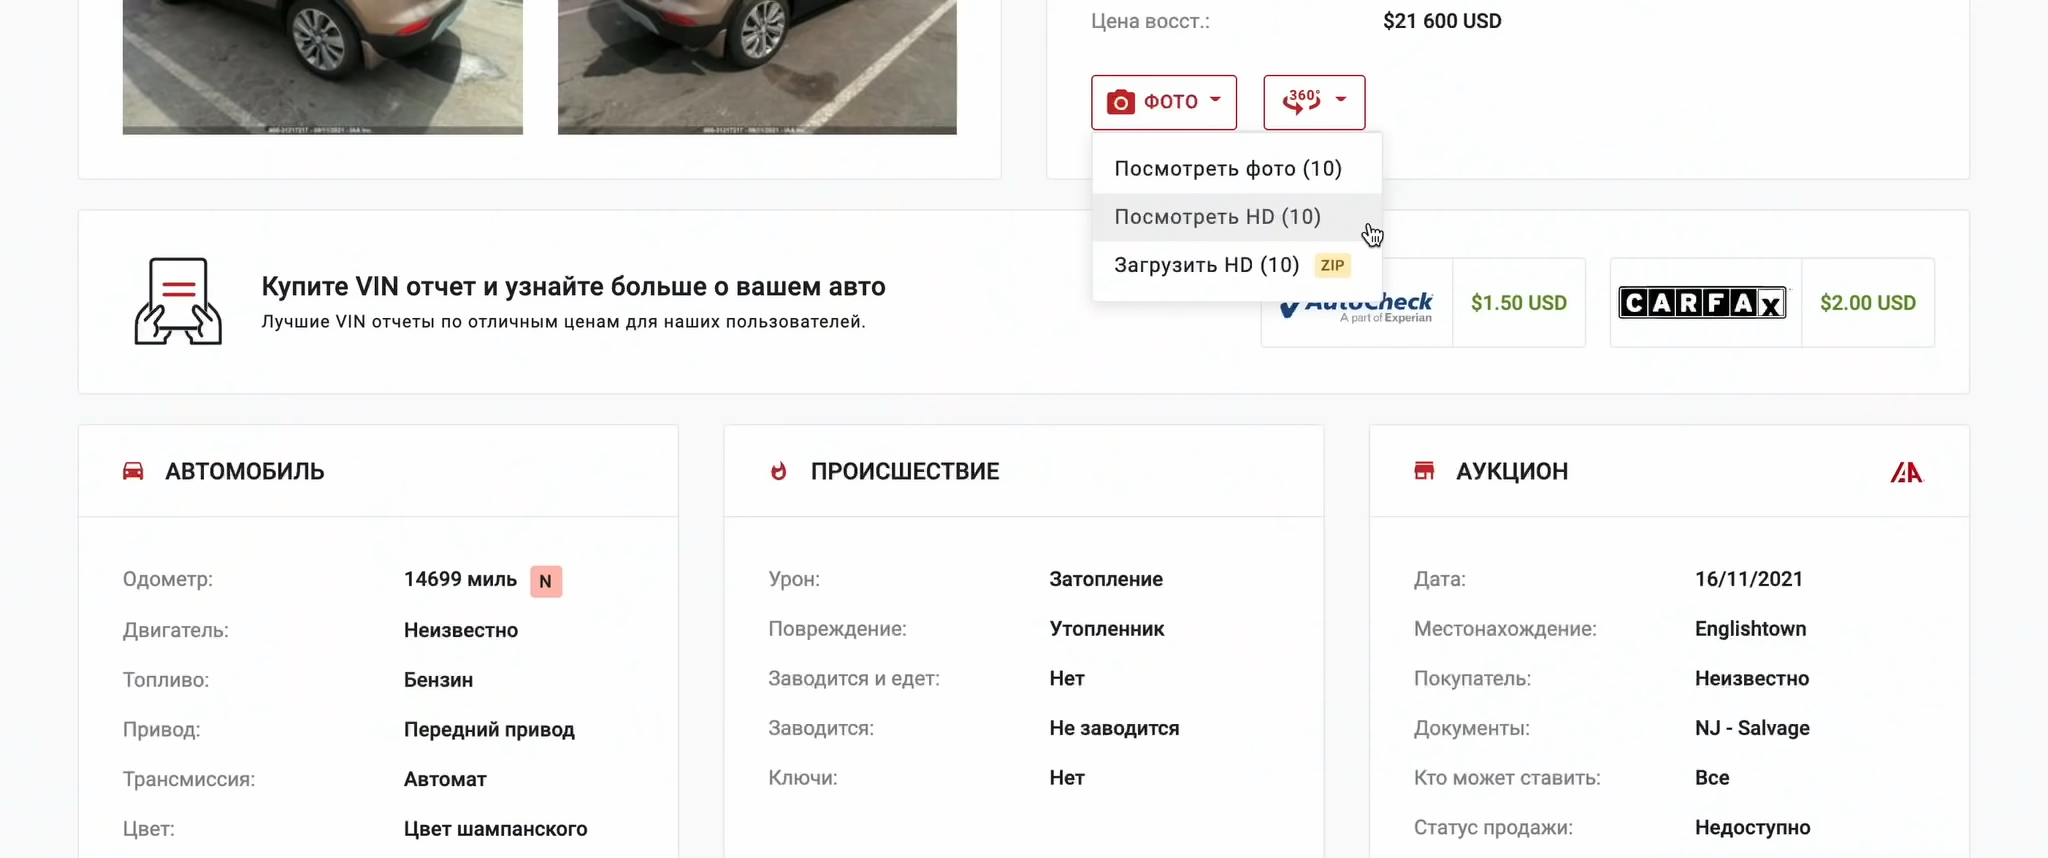 Цена восст.: $21 600 USD
ФОТО 360°
Посмотреть фото (10)
Посмотреть HD (10)
Загрузить HD (10) ZIP
Купите VIN отчет и узнайте больше о вашем авто
Лучшие VIN отчеты по отличным ценам для наших пользователей.
AutoCheck
A part of Experian
$1.50 USD
CARFAX
$2.00 USD
АВТОМОБИЛЬ
Одометр: 14699 миль N
Двигатель: Неизвестно
Топливо: Бензин
Привод: Передний привод
Трансмиссия: Автомат
Цвет: Цвет шампанского
ПРОИСШЕСТВИЕ
Урон: Затопление
Повреждение: Утопленник
Заводится и едет: Нет
Заводится: Не заводится
Ключи: Нет
АУКЦИОН IAA
Дата: 16/11/2021
Местонахождение: Englishtown
Покупатель: Неизвестно
Документы: NJ - Salvage
Кто может ставить: Все
Статус продажи: Недоступно